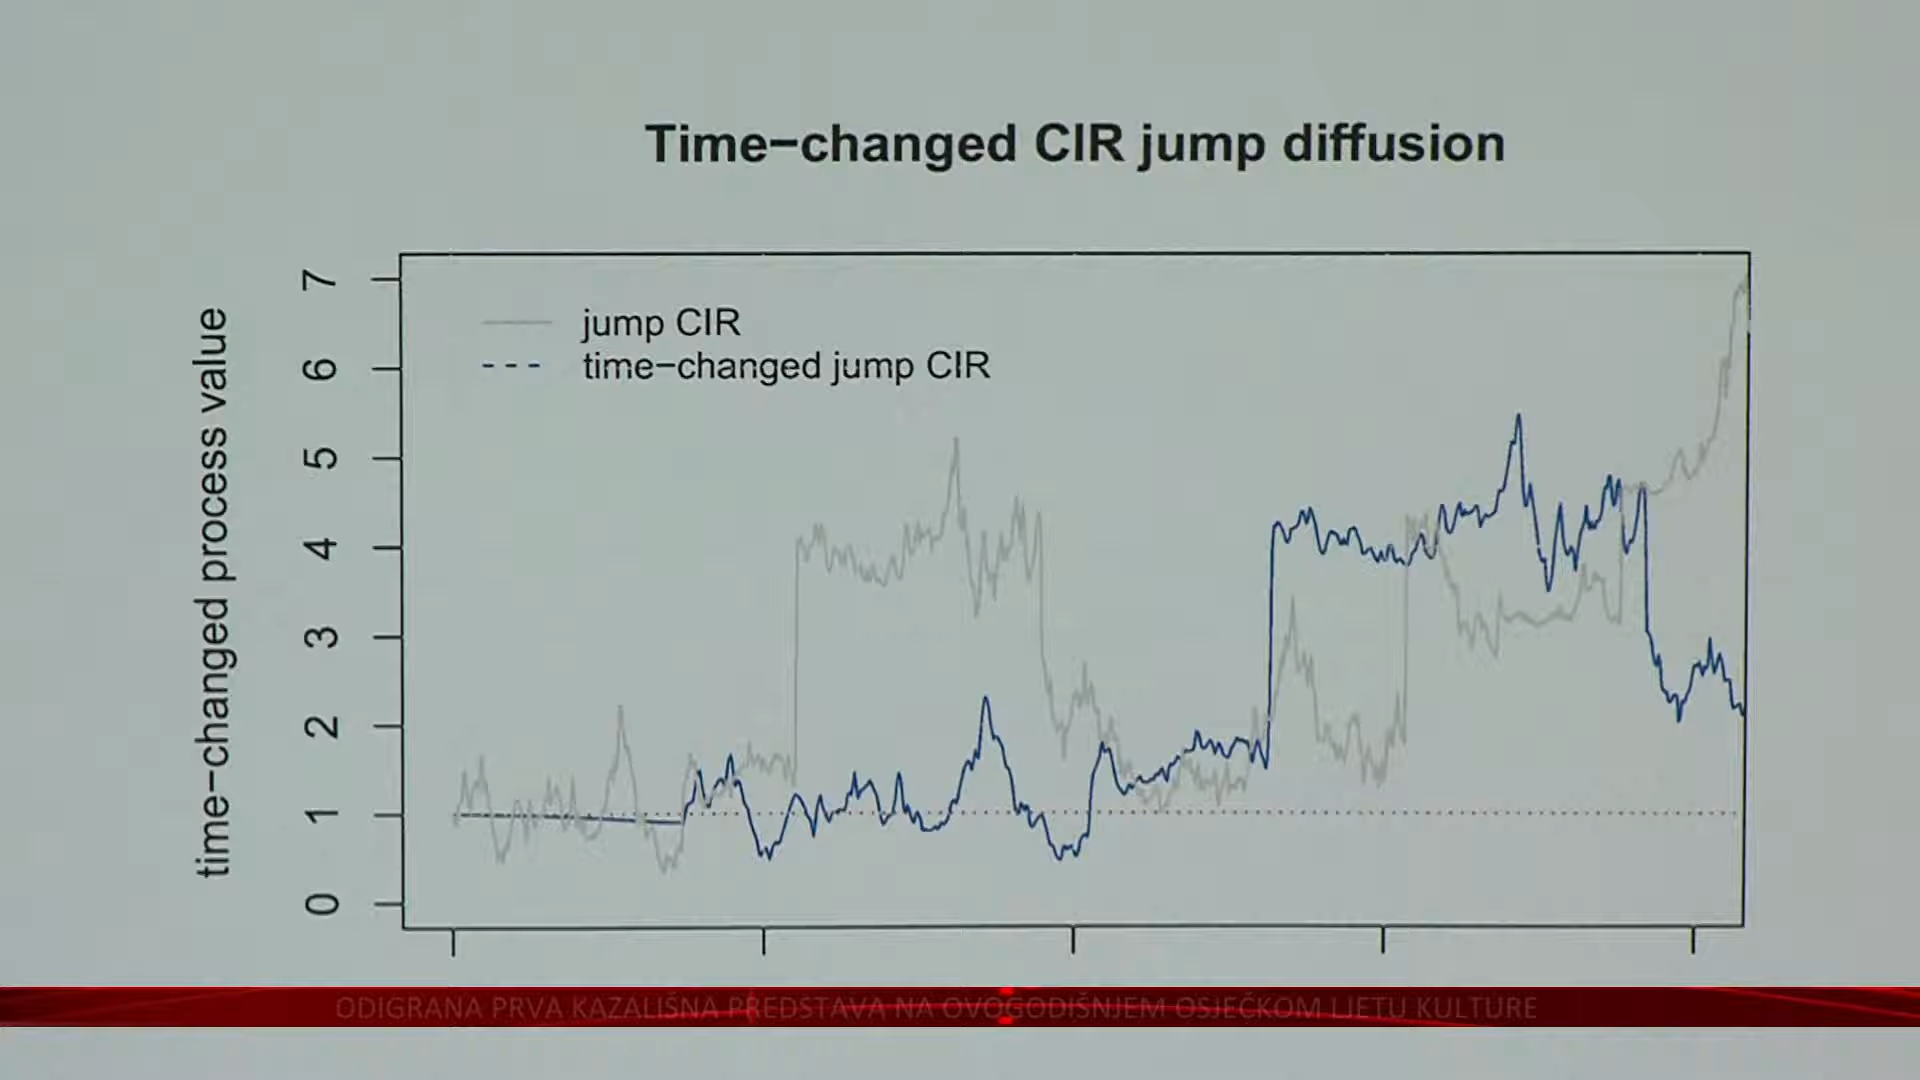 Time−changed CIR jump diffusion
time−changed process value
7
6
5
4
3
2
1
0
jump CIR
time−changed jump CIR
ODIGRANA PRVA KAZALIŠNA PREDSTAVA NA OVOGODIŠNJEM OSJEČKOM LJETU KULTURE